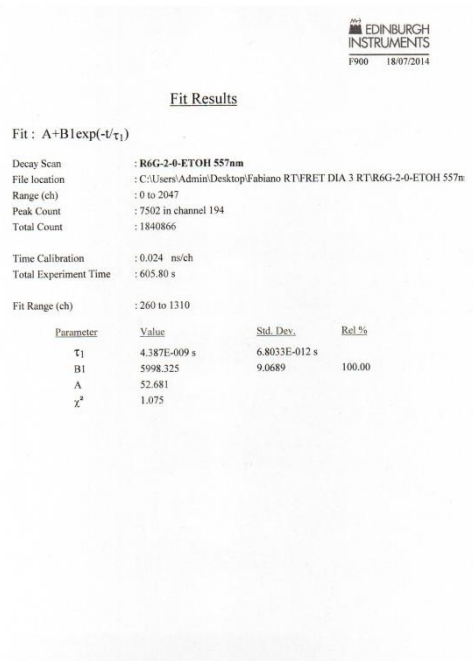 EDINBURGH
INSTRUMENTS
F900 18/07/2014
Fit Results
Fit : A+B1exp(-t/τ1)
Decay Scan : R6G-2-0-ETOH 557nm
File location : C:\Users\Admin\Desktop\Fabiano RT\FRET DIA 3 RT\R6G-2-0-ETOH 557n
Range (ch) : 0 to 2047
Peak Count : 7502 in channel 194
Total Count : 1840866
Time Calibration : 0.024 ns/ch
Total Experiment Time : 605.80 s
Fit Range (ch) : 260 to 1310
Parameter Value Std. Dev. Rel %
τ1 4.387E-009 s 6.8033E-012 s
B1 5998.325 9.0689 100.00
A 52.681
χ² 1.075